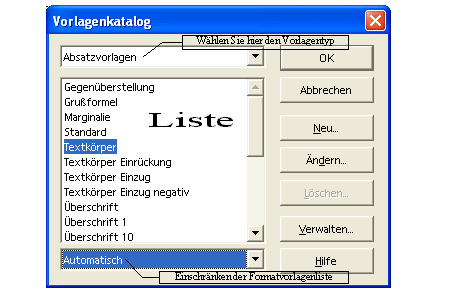 Vorlagenkatalog
Wählen Sie hier den Vorlagentyp
Absatzvorlagen
OK
Gegenüberstellung
Grußformel
Marginalie
Standard
Textkörper
Textkörper Einrückung
Textkörper Einzug
Textkörper Einzug negativ
Überschrift
Überschrift 1
Überschrift 10
Liste
Abbrechen
Neu...
Ändern...
Löschen...
Verwalten...
Automatisch
Hilfe
Einschränken der Formatvorlagenliste